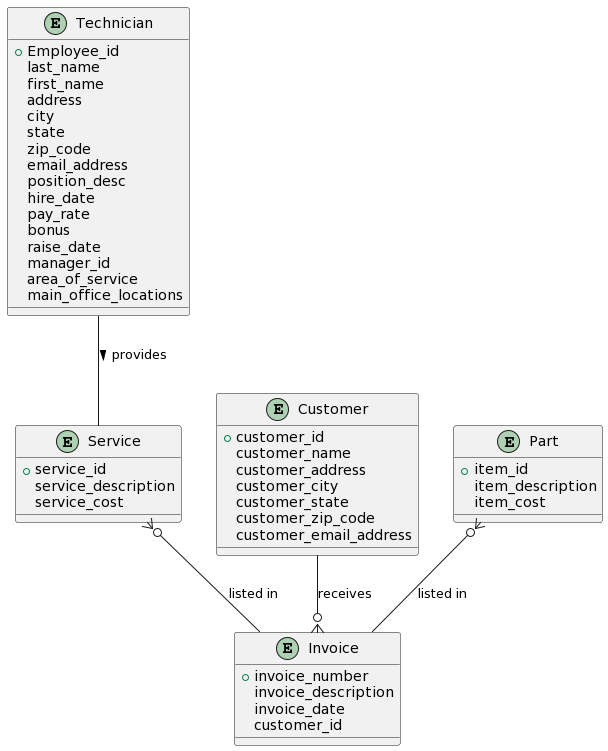 E Technician
Employee_id
last_name
first_name
address
city
state
zip_code
email_address
position_desc
hire_date
pay_rate
bonus
raise_date
manager_id
area_of_service
main_office_locations
provides
E Service
service_id
service_description
service_cost
E Customer
customer_id
customer_name
customer_address
customer_city
customer_state
customer_zip_code
customer_email_address
E Part
item_id
item_description
item_cost
listed in
receives
listed in
E Invoice
invoice_number
invoice_description
invoice_date
customer_id